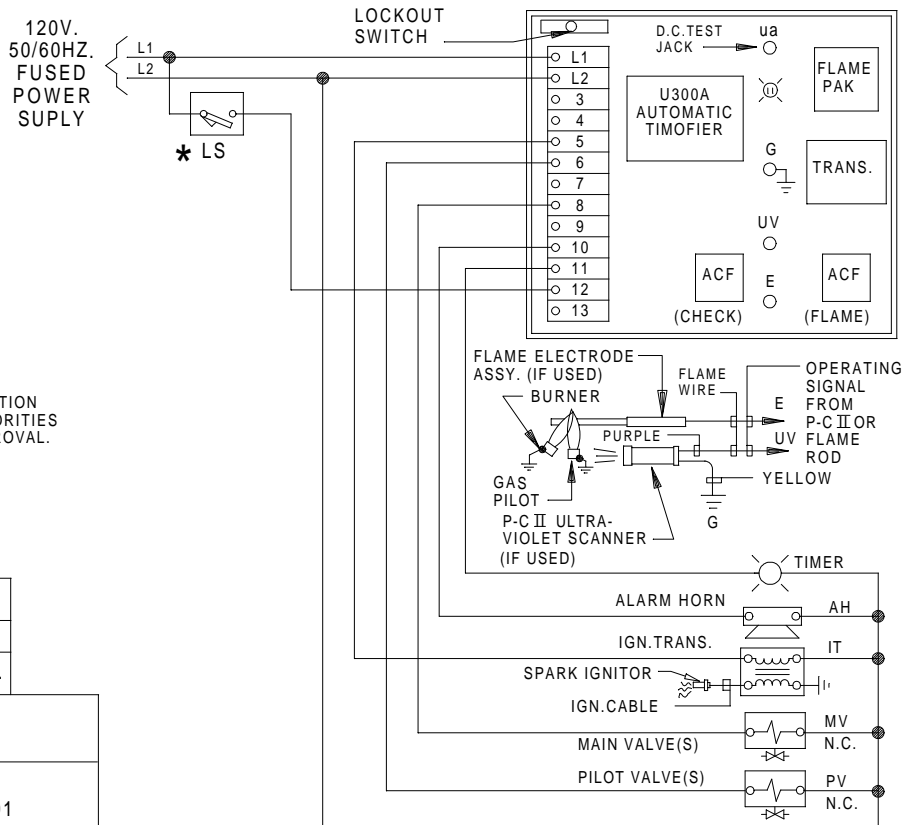 120V.
50/60HZ.
FUSED
POWER
SUPLY
L1
L2
* LS
LOCKOUT
SWITCH
L1
L2
3
4
5
6
7
8
9
10
11
12
13
D.C.TEST
JACK
ua
U300A
AUTOMATIC
TIMOFIER
FLAME
PAK
G
TRANS.
UV
E
ACF
(CHECK)
ACF
(FLAME)
FLAME ELECTRODE
ASSY. (IF USED)
BURNER
FLAME
WIRE
OPERATING
SIGNAL
FROM
P-C II OR
FLAME
ROD
E
UV
PURPLE
YELLOW
G
GAS
PILOT
P-C II ULTRA-
VIOLET SCANNER
(IF USED)
TIMER
ALARM HORN
AH
IGN.TRANS.
IT
SPARK IGNITOR
IGN.CABLE
MAIN VALVE(S)
MV
N.C.
PILOT VALVE(S)
PV
N.C.
TION
ORITIES
ROVAL.